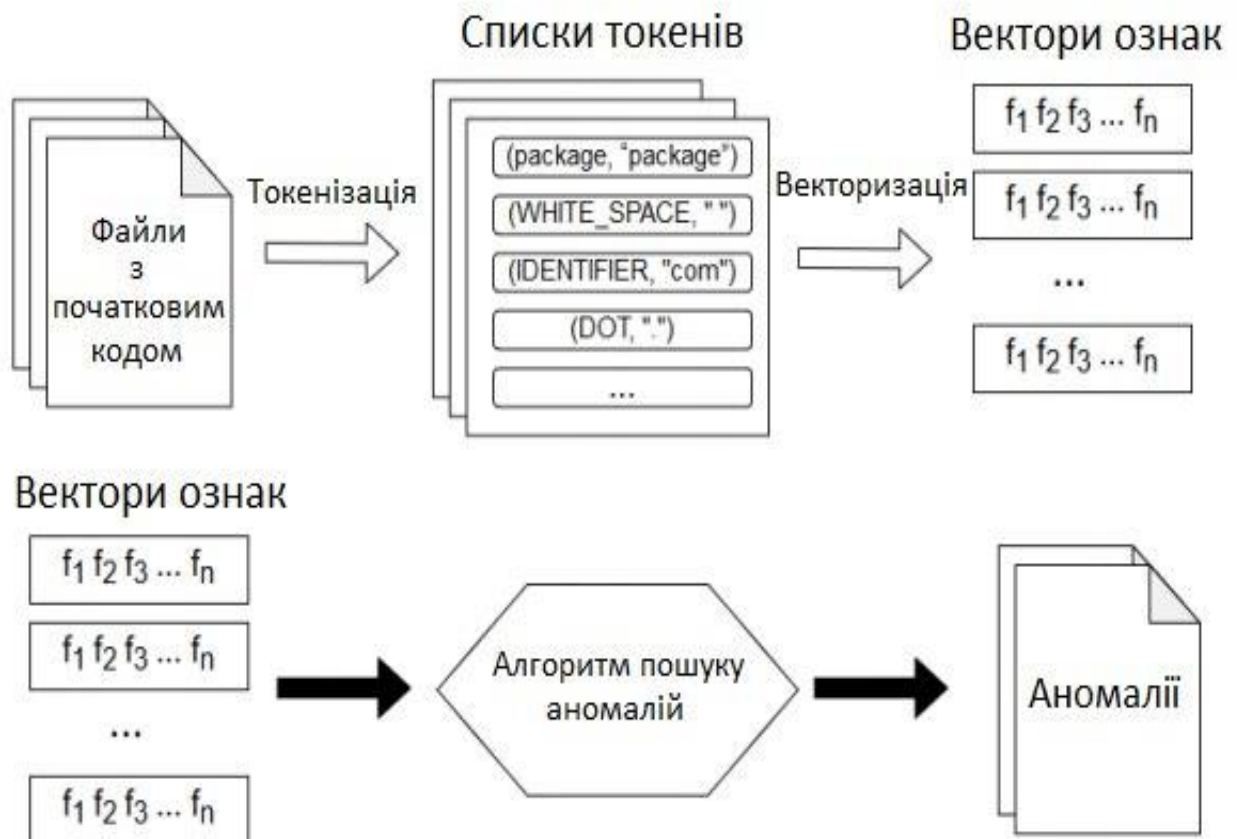 Списки токенів
Вектори ознак
Файли
з
початковим
кодом
Токенізація
(package, "package")
(WHITE_SPACE, " ")
(IDENTIFIER, "com")
(DOT, ".")
...
Векторизація
f₁ f₂ f₃ ... fₙ
f₁ f₂ f₃ ... fₙ
...
f₁ f₂ f₃ ... fₙ
Вектори ознак
f₁ f₂ f₃ ... fₙ
f₁ f₂ f₃ ... fₙ
...
f₁ f₂ f₃ ... fₙ
Алгоритм пошуку
аномалій
Аномалії